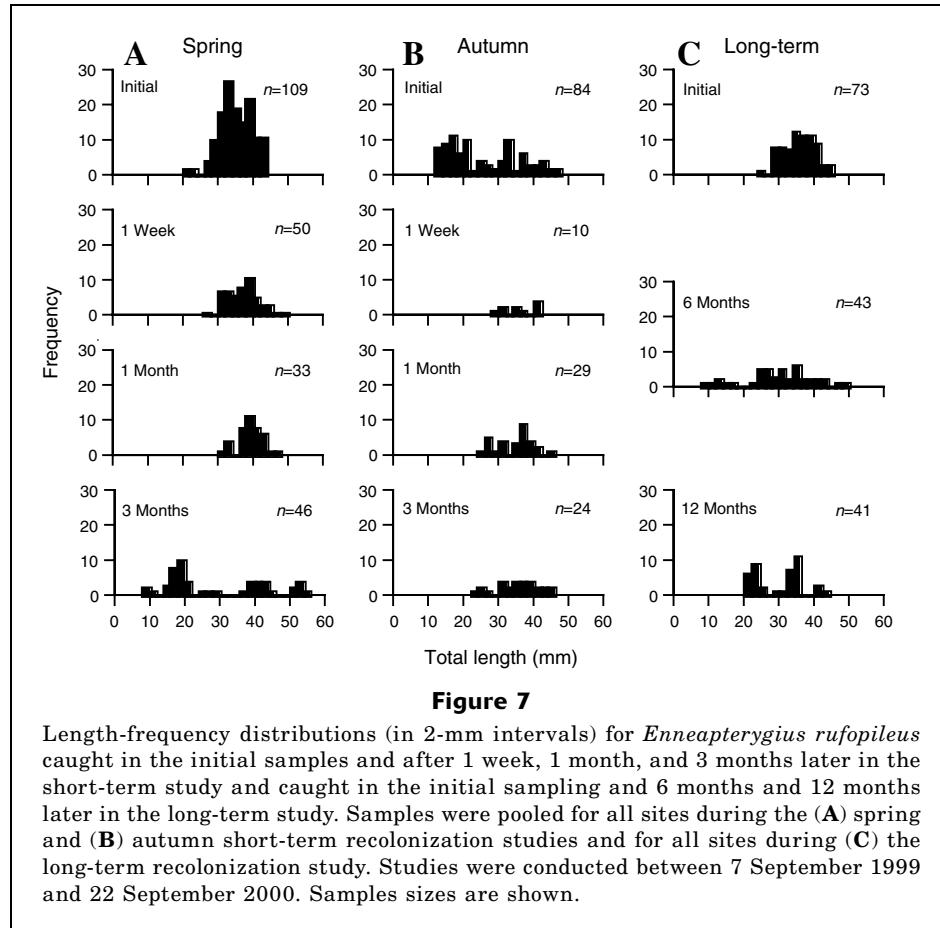 A Spring B Autumn C Long-term
30 30 30
Initial n=109 Initial n=84 Initial n=73
20 20 20
10 10 10
0 0 0
30 30
1 Week n=50 1 Week n=10
20 20
10 10
0 0
30
6 Months n=43
20
10
0
Frequency
30 30
1 Month n=33 1 Month n=29
20 20
10 10
0 0
30 30 30
3 Months n=46 3 Months n=24 12 Months n=41
20 20 20
10 10 10
0 0 0
0 10 20 30 40 50 60 0 10 20 30 40 50 60 0 10 20 30 40 50 60
Total length (mm)
Figure 7
Length-frequency distributions (in 2-mm intervals) for Enneapterygius rufopileus
caught in the initial samples and after 1 week, 1 month, and 3 months later in the
short-term study and caught in the initial sampling and 6 months and 12 months
later in the long-term study. Samples were pooled for all sites during the (A) spring
and (B) autumn short-term recolonization studies and for all sites during (C) the
long-term recolonization study. Studies were conducted between 7 September 1999
and 22 September 2000. Samples sizes are shown.